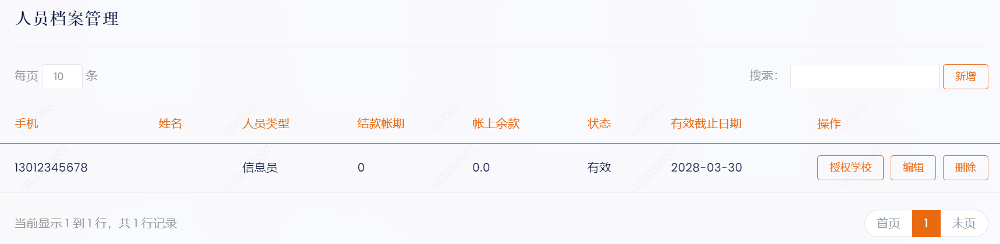 人员档案管理
每页 10 条 搜索： 新增
手机 姓名 人员类型 结款帐期 帐上余款 状态 有效截止日期 操作
13012345678 信息员 0 0.0 有效 2028-03-30 授权学校 编辑 删除
当前显示 1 到 1 行，共 1 行记录 首页 1 末页